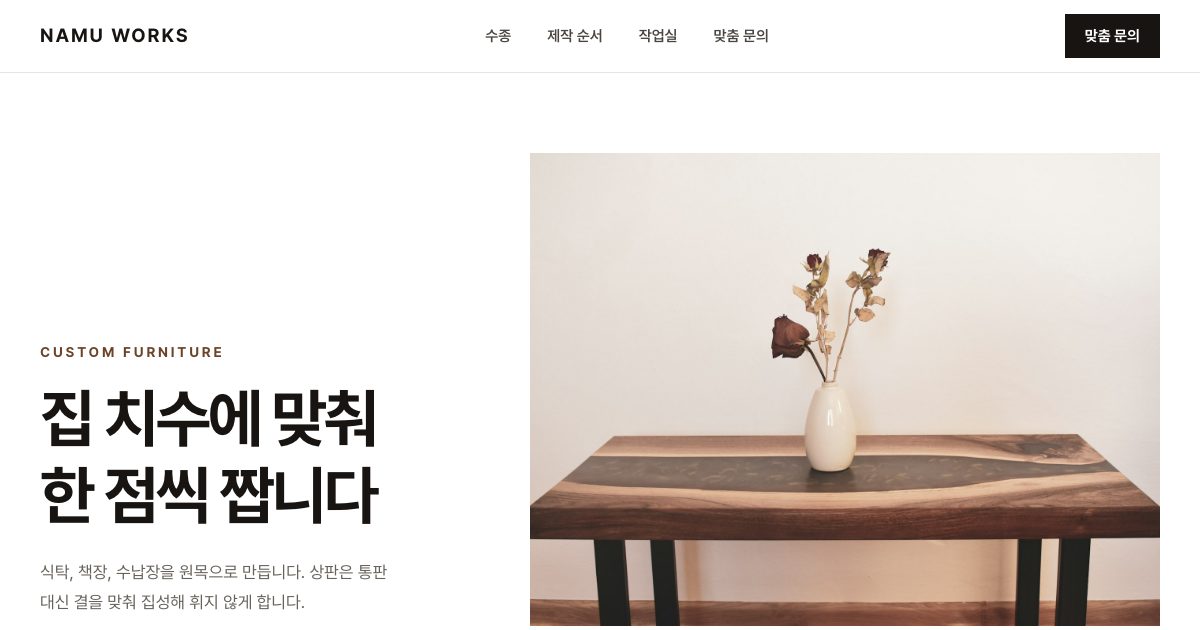 NAMU WORKS
수종
제작 순서
작업실
맞춤 문의
맞춤 문의
CUSTOM FURNITURE
집 치수에 맞춰
한 점씩 짭니다
식탁, 책장, 수납장을 원목으로 만듭니다. 상판은 통판
대신 결을 맞춰 집성해 휘지 않게 합니다.